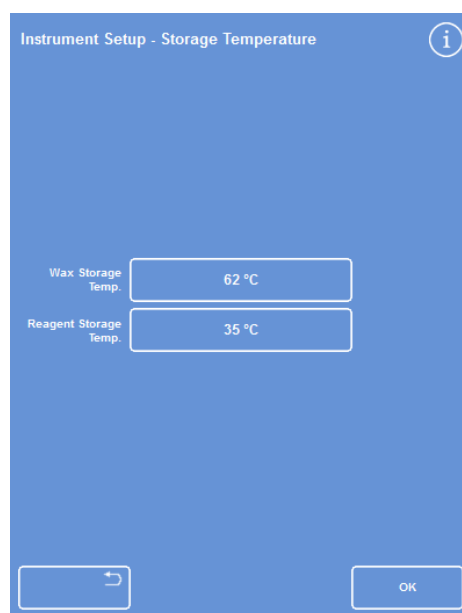 Instrument Setup - Storage Temperature
i
Wax Storage
Temp.
62 °C
Reagent Storage
Temp.
35 °C
OK